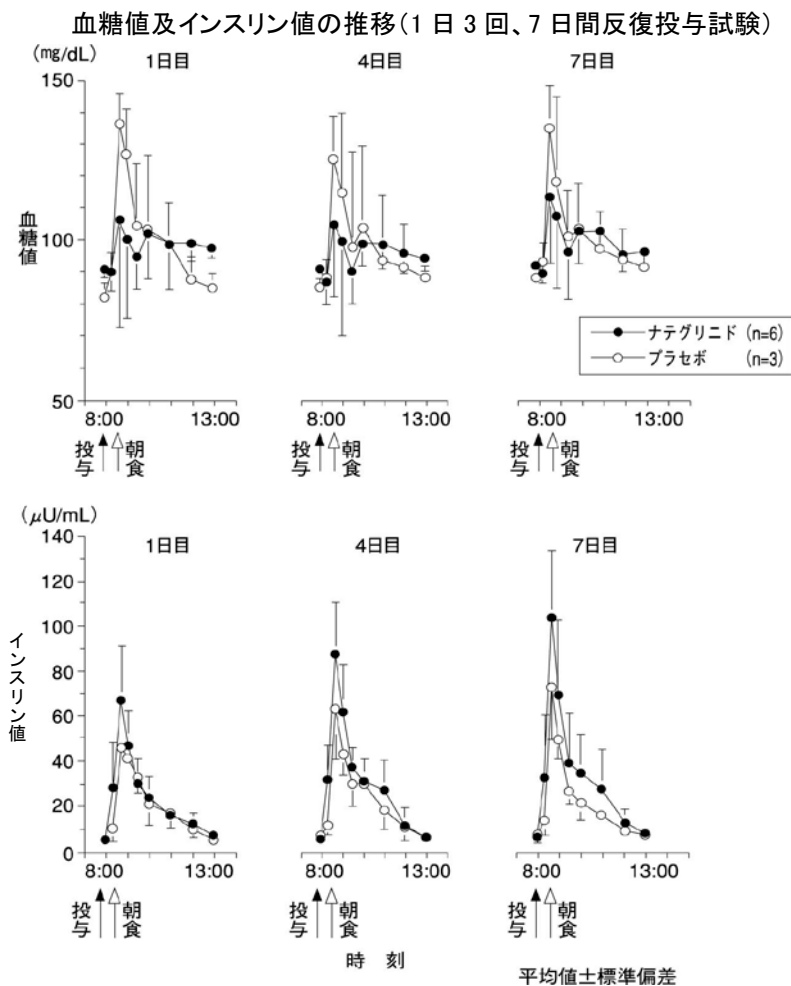 血糖値及インスリン値の推移(1日3回、7日間反復投与試験)
(mg/dL)
1日目 4日目 7日目
150
100
50
血糖値
ナテグリニド (n=6)
プラセボ (n=3)
8:00 13:00 8:00 13:00 8:00 13:00
投与 朝食 投与 朝食 投与 朝食
(μU/mL)
1日目 4日目 7日目
140
120
100
80
60
40
20
0
インスリン値
8:00 13:00 8:00 13:00 8:00 13:00
投与 朝食 投与 朝食 投与 朝食
時 刻
平均値士標準偏差